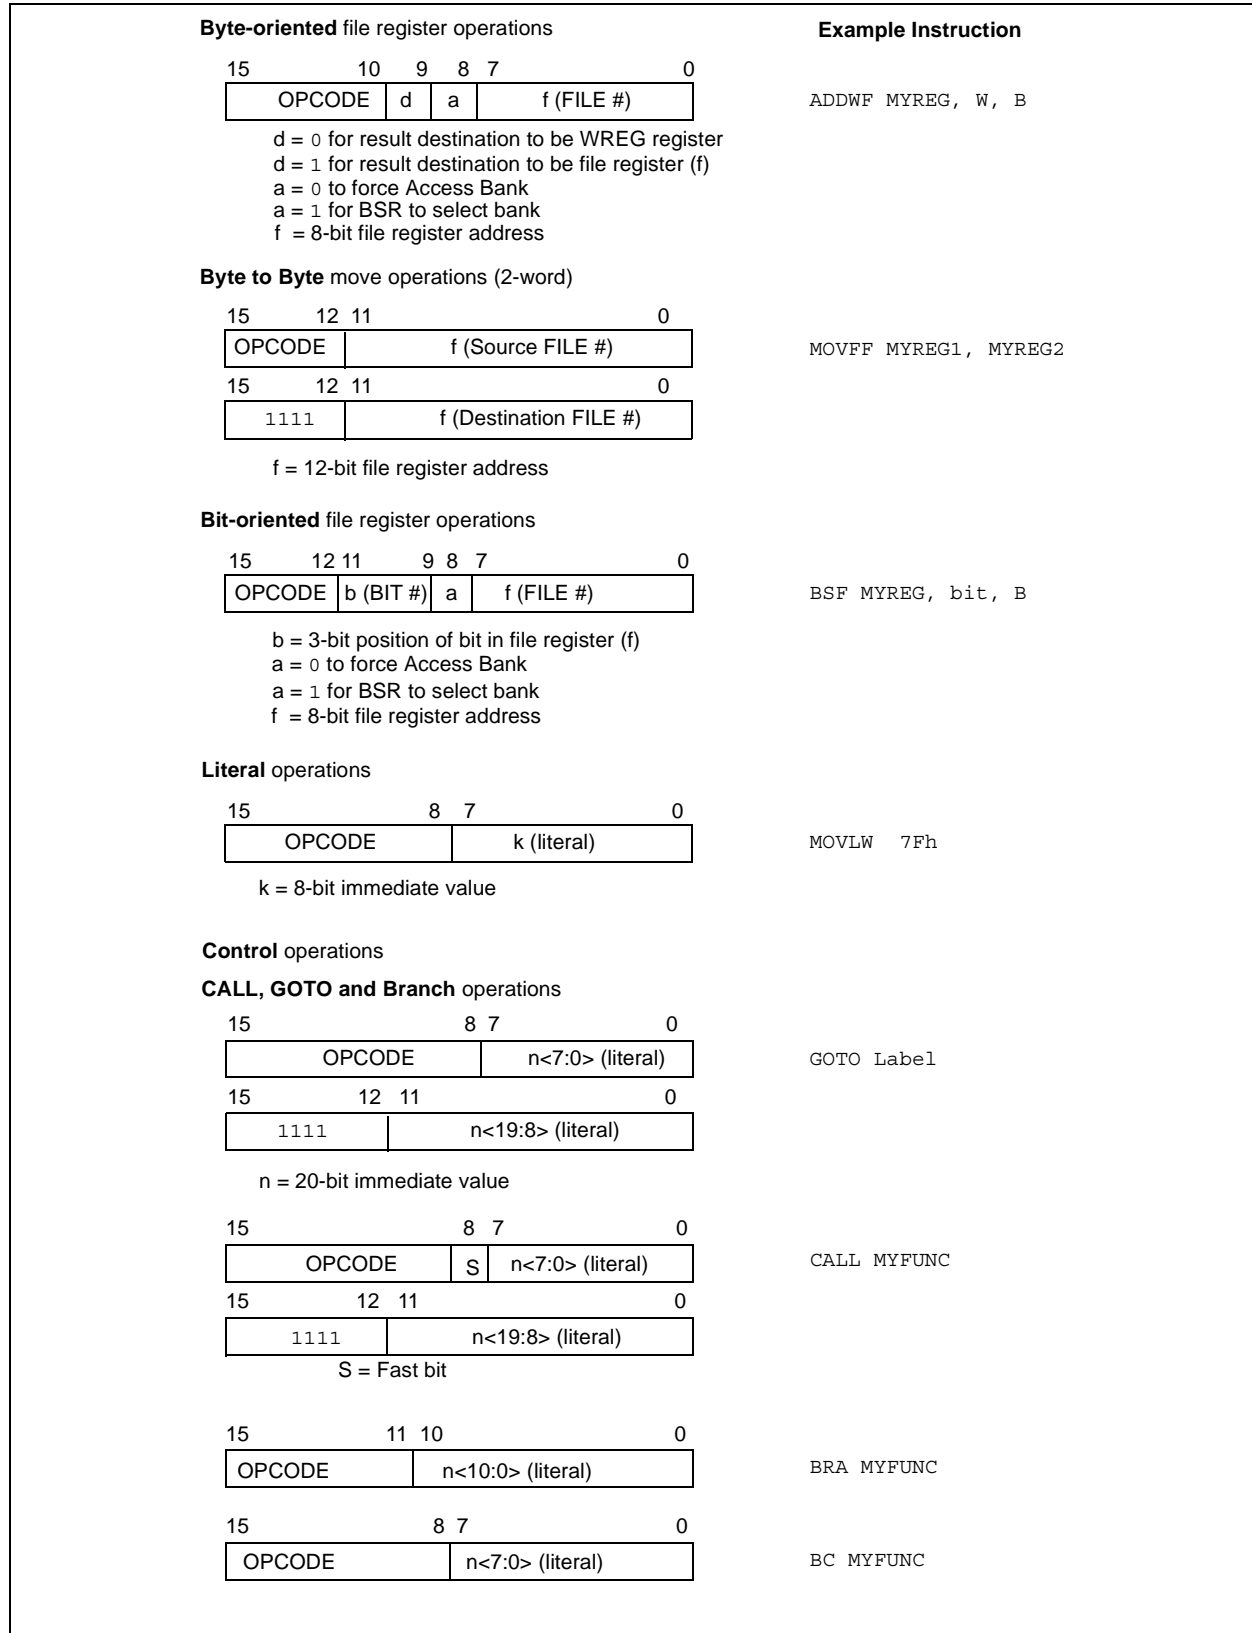 Byte-oriented file register operations    Example Instruction
15 10 9 8 7 0
OPCODE d a f (FILE #)    ADDWF MYREG, W, B
d = 0 for result destination to be WREG register
d = 1 for result destination to be file register (f)
a = 0 to force Access Bank
a = 1 for BSR to select bank
f = 8-bit file register address
Byte to Byte move operations (2-word)
15 12 11 0
OPCODE f (Source FILE #)    MOVFF MYREG1, MYREG2
15 12 11 0
1111 f (Destination FILE #)
f = 12-bit file register address
Bit-oriented file register operations
15 12 11 9 8 7 0
OPCODE b (BIT #) a f (FILE #)    BSF MYREG, bit, B
b = 3-bit position of bit in file register (f)
a = 0 to force Access Bank
a = 1 for BSR to select bank
f = 8-bit file register address
Literal operations
15 8 7 0
OPCODE k (literal)    MOVLW 7Fh
k = 8-bit immediate value
Control operations
CALL, GOTO and Branch operations
15 8 7 0
OPCODE n<7:0> (literal)    GOTO Label
15 12 11 0
1111 n<19:8> (literal)
n = 20-bit immediate value
15 8 7 0
OPCODE S n<7:0> (literal)    CALL MYFUNC
15 12 11 0
1111 n<19:8> (literal)
S = Fast bit
15 11 10 0
OPCODE n<10:0> (literal)    BRA MYFUNC
15 8 7 0
OPCODE n<7:0> (literal)    BC MYFUNC